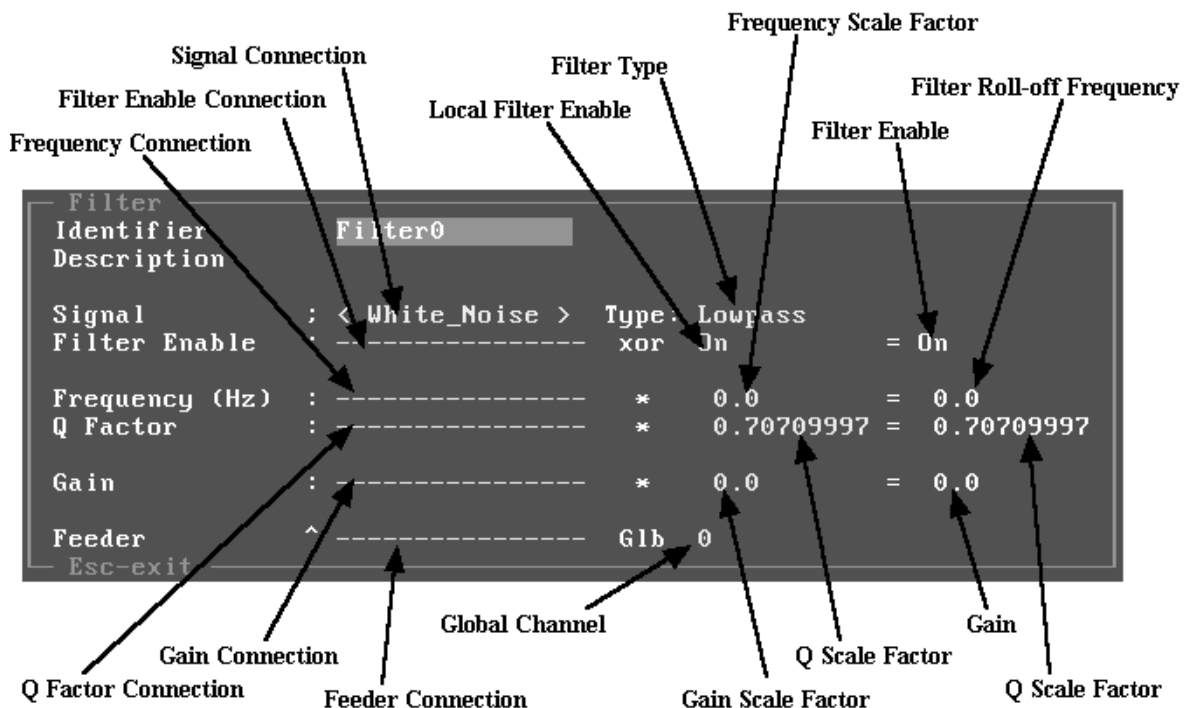 Frequency Scale Factor
Signal Connection
Filter Type
Filter Roll-off Frequency
Filter Enable Connection
Local Filter Enable
Filter Enable
Frequency Connection
Filter
Identifier Filter0
Description
Signal : < White_Noise > Type: Lowpass
Filter Enable : --------------- xor On = On
Frequency (Hz) : --------------- * 0.0 = 0.0
Q Factor : --------------- * 0.70709997 = 0.70709997
Gain : --------------- * 0.0 = 0.0
Feeder ^ --------------- Glb 0
Esc-exit
Global Channel
Gain
Gain Connection
Q Scale Factor
Q Factor Connection
Feeder Connection
Gain Scale Factor
Q Scale Factor